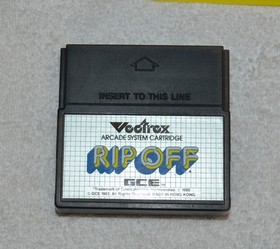 INSERT TO THIS LINE
Vectrex
ARCADE SYSTEM CARTRIDGE
RIP OFF
GCE